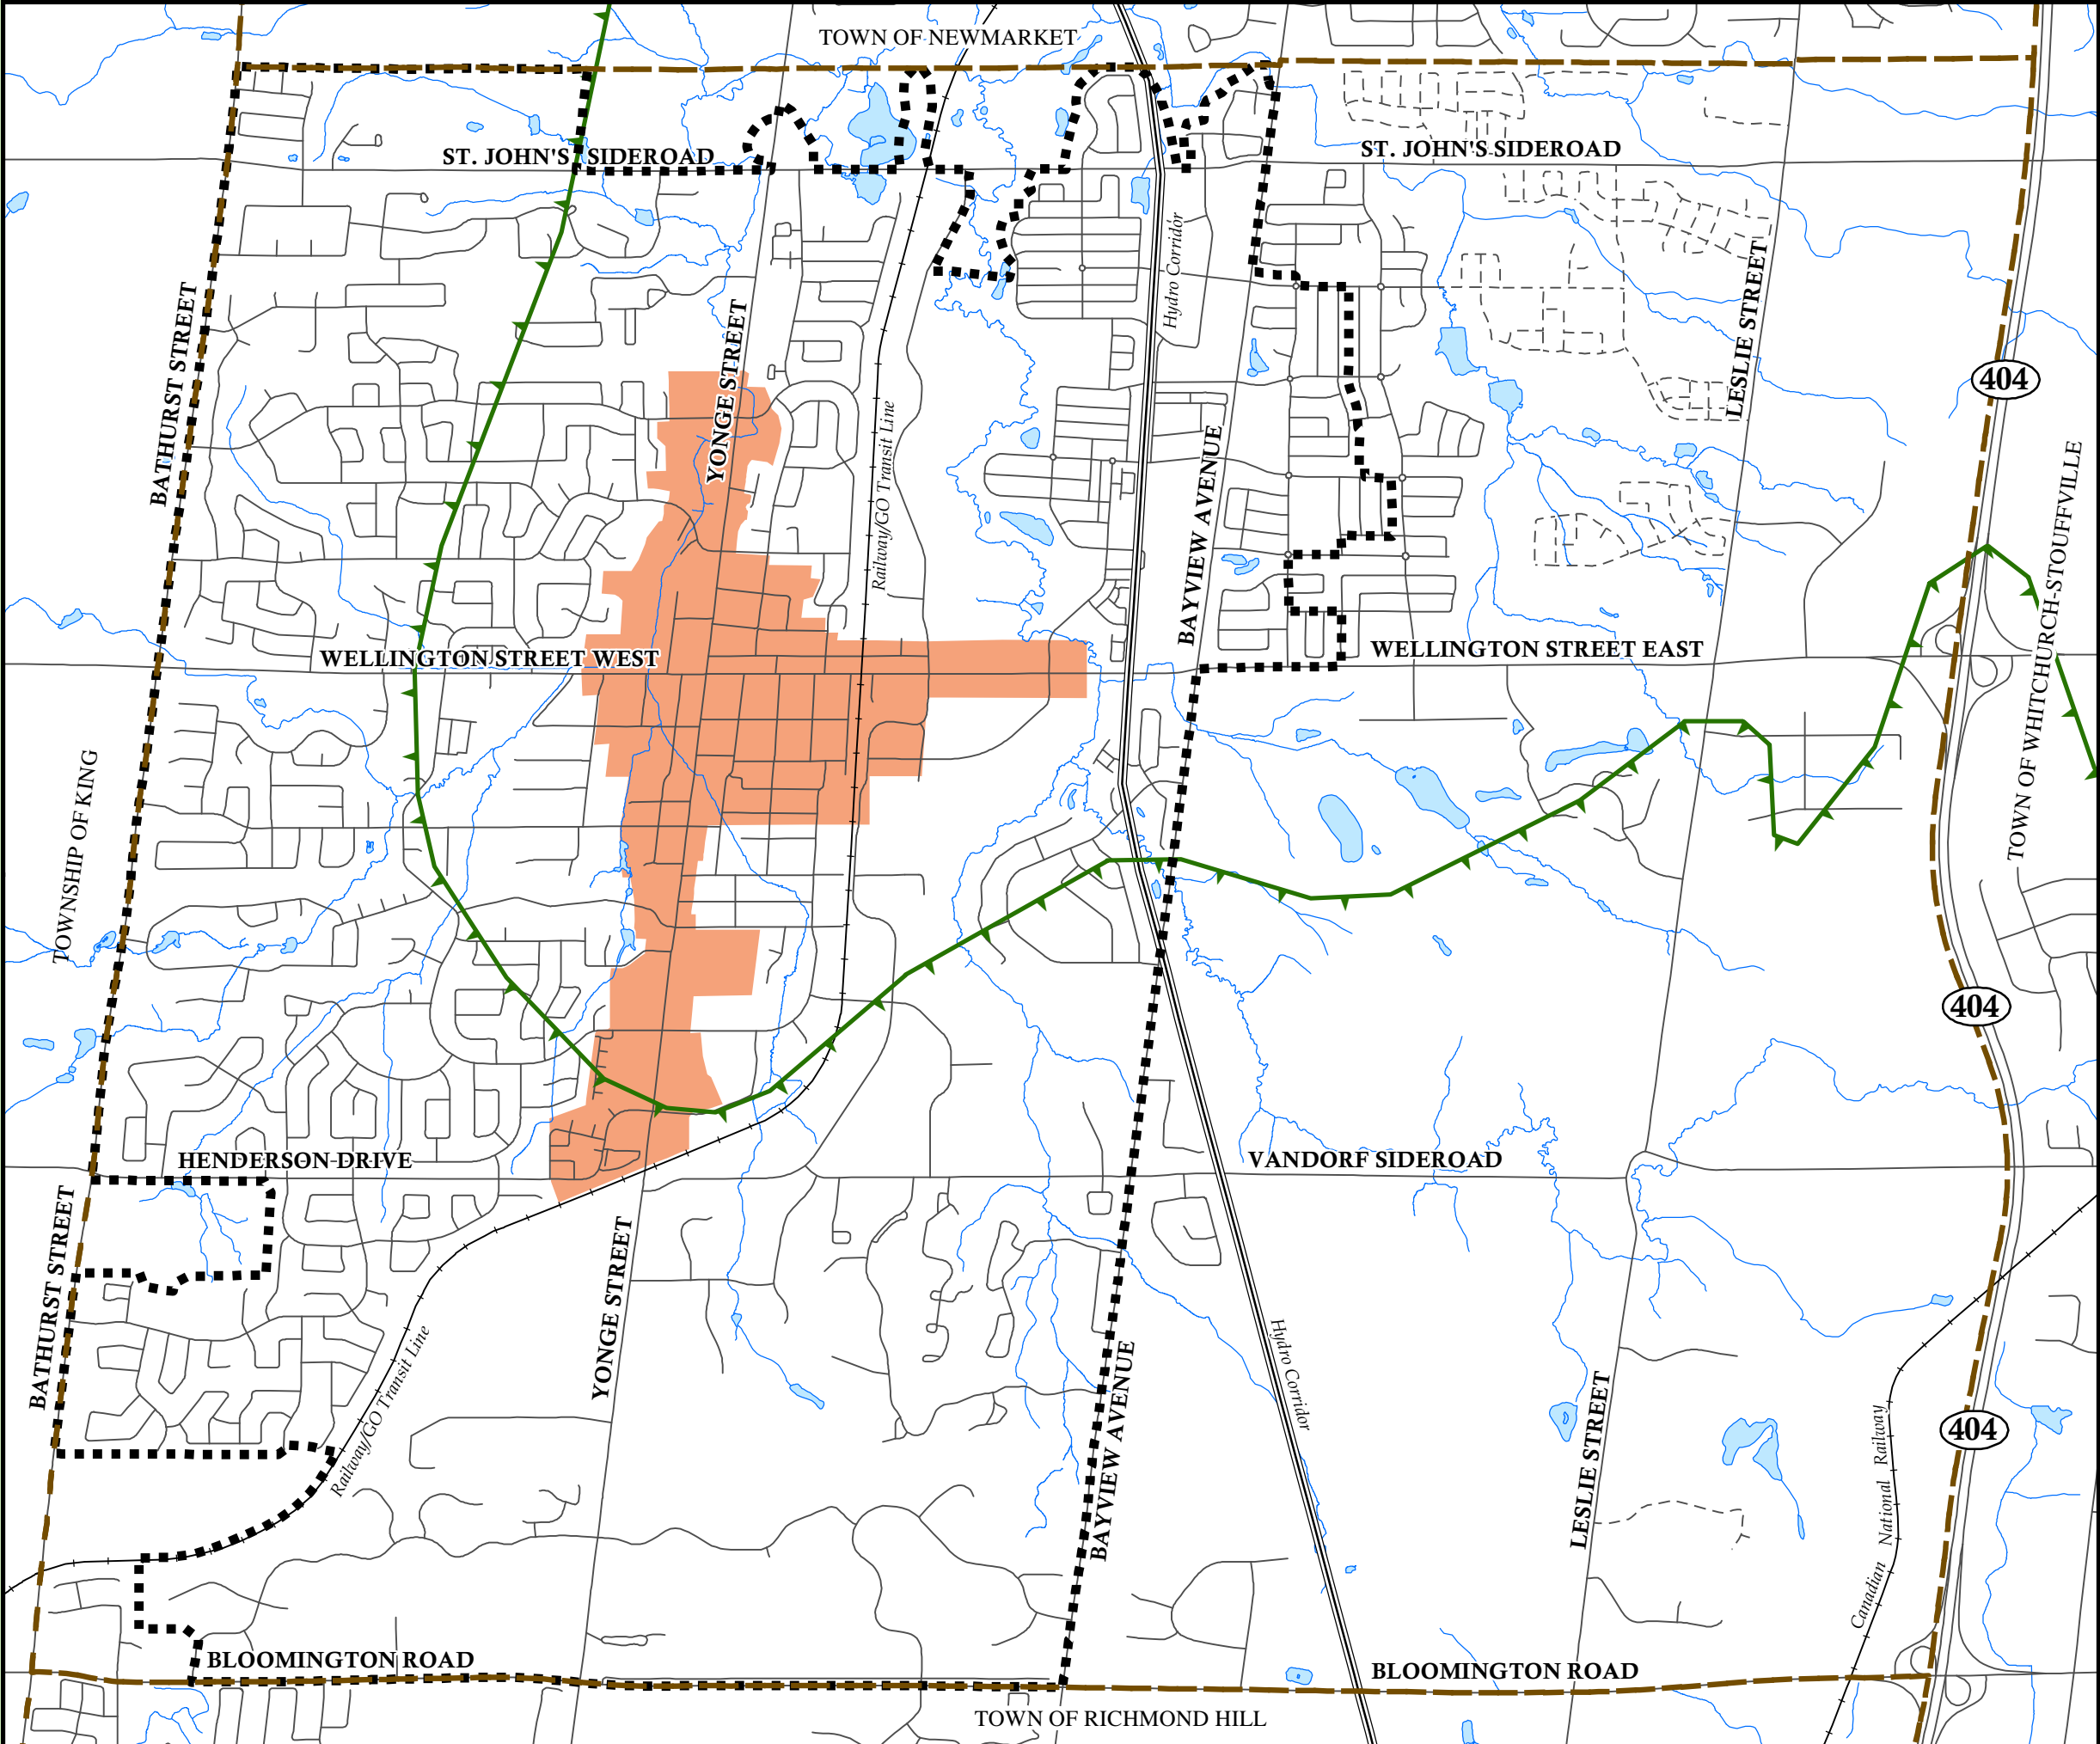 TOWN OF NEWMARKET
ST. JOHN'S SIDEROAD
ST. JOHN'S SIDEROAD
Hydro Corridor
BATHURST STREET
YONGE STREET
LESLIE STREET
404
Railway/GO Transit Line
BAYVIEW AVENUE
TOWN OF WHITCHURCH-STOUFFVILLE
WELLINGTON STREET WEST
WELLINGTON STREET EAST
TOWNSHIP OF KING
404
HENDERSON DRIVE
VANDORF SIDEROAD
BATHURST STREET
YONGE STREET
Railway/GO Transit Line
BAYVIEW AVENUE
Hydro Corridor
LESLIE STREET
404
Canadian National Railway
BLOOMINGTON ROAD
BLOOMINGTON ROAD
TOWN OF RICHMOND HILL